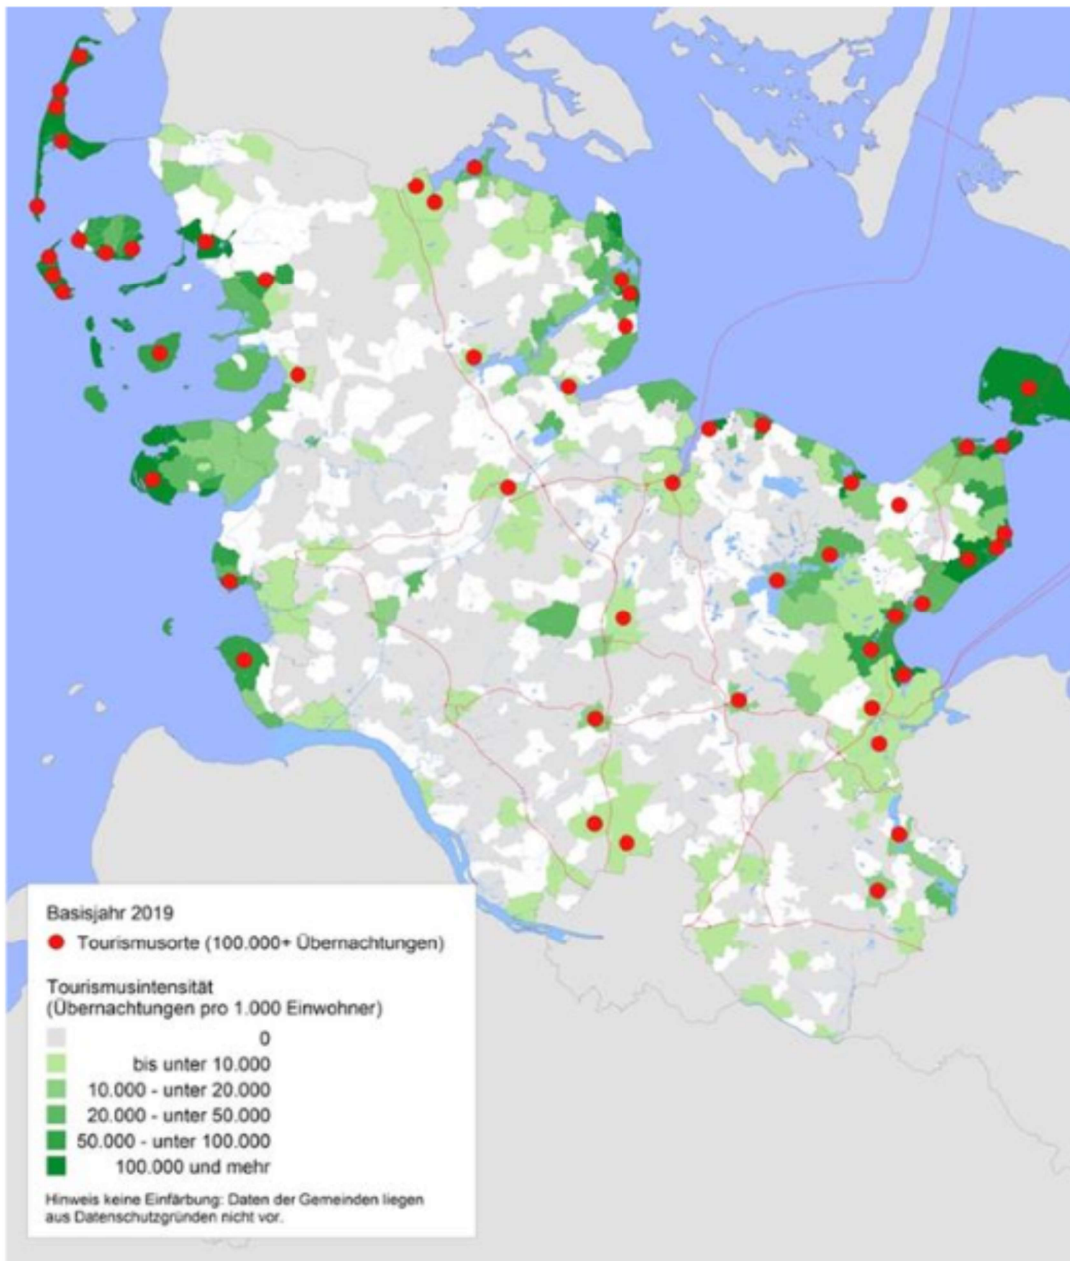 Basisjahr 2019
Tourismusorte (100.000+ Übernachtungen)
Tourismusintensität
(Übernachtungen pro 1.000 Einwohner)
0
bis unter 10.000
10.000 - unter 20.000
20.000 - unter 50.000
50.000 - unter 100.000
100.000 und mehr
Hinweis keine Einfärbung: Daten der Gemeinden liegen
aus Datenschutzgründen nicht vor.